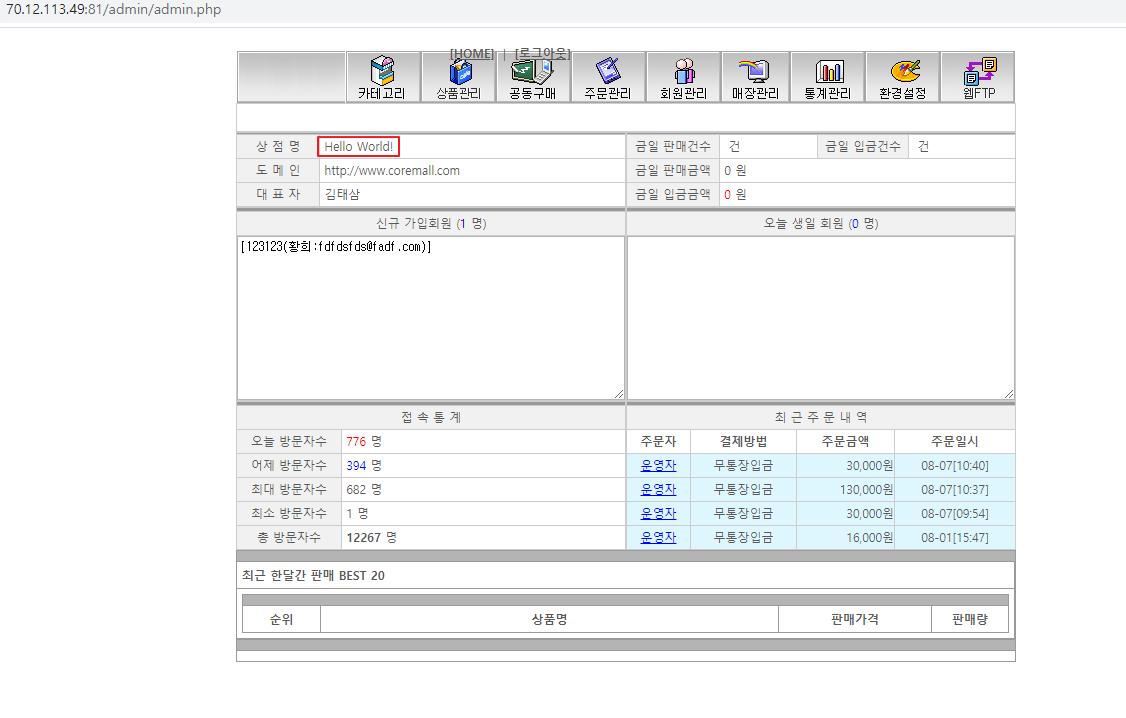 70.12.113.49:81/admin/admin.php
[HOME] | [로그아웃]
카테고리 상품관리 공동구매 주문관리 회원관리 매장관리 통계관리 환경설정 웹FTP
상 점 명 Hello World! 금일 판매건수 건 금일 입금건수 건
도 메 인 http://www.coremall.com 금일 판매금액 0 원
대 표 자 김태삼 금일 입금금액 0 원
신규 가입회원 (1 명) 오늘 생일 회원 (0 명)
[123123(황희:fdfdsfds@fadf.com)]
접 속 통 계 최 근 주 문 내 역
오늘 방문자수 776 명 주문자 결제방법 주문금액 주문일시
어제 방문자수 394 명 운영자 무통장입금 30,000원 08-07[10:40]
최대 방문자수 682 명 운영자 무통장입금 130,000원 08-07[10:37]
최소 방문자수 1 명 운영자 무통장입금 30,000원 08-07[09:54]
총 방문자수 12267 명 운영자 무통장입금 16,000원 08-01[15:47]
최근 한달간 판매 BEST 20
순위 상품명 판매가격 판매량